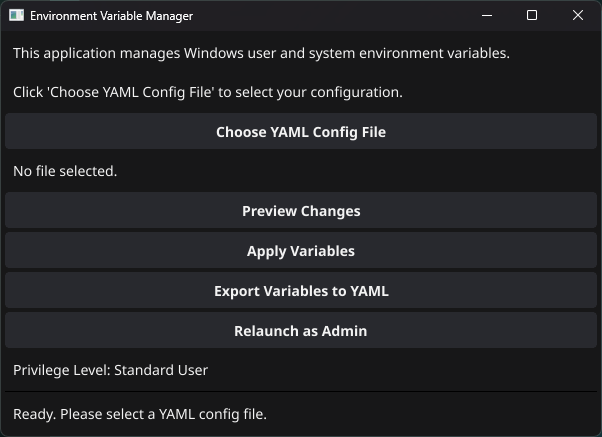 Environment Variable Manager
This application manages Windows user and system environment variables.
Click 'Choose YAML Config File' to select your configuration.
Choose YAML Config File
No file selected.
Preview Changes
Apply Variables
Export Variables to YAML
Relaunch as Admin
Privilege Level: Standard User
Ready. Please select a YAML config file.